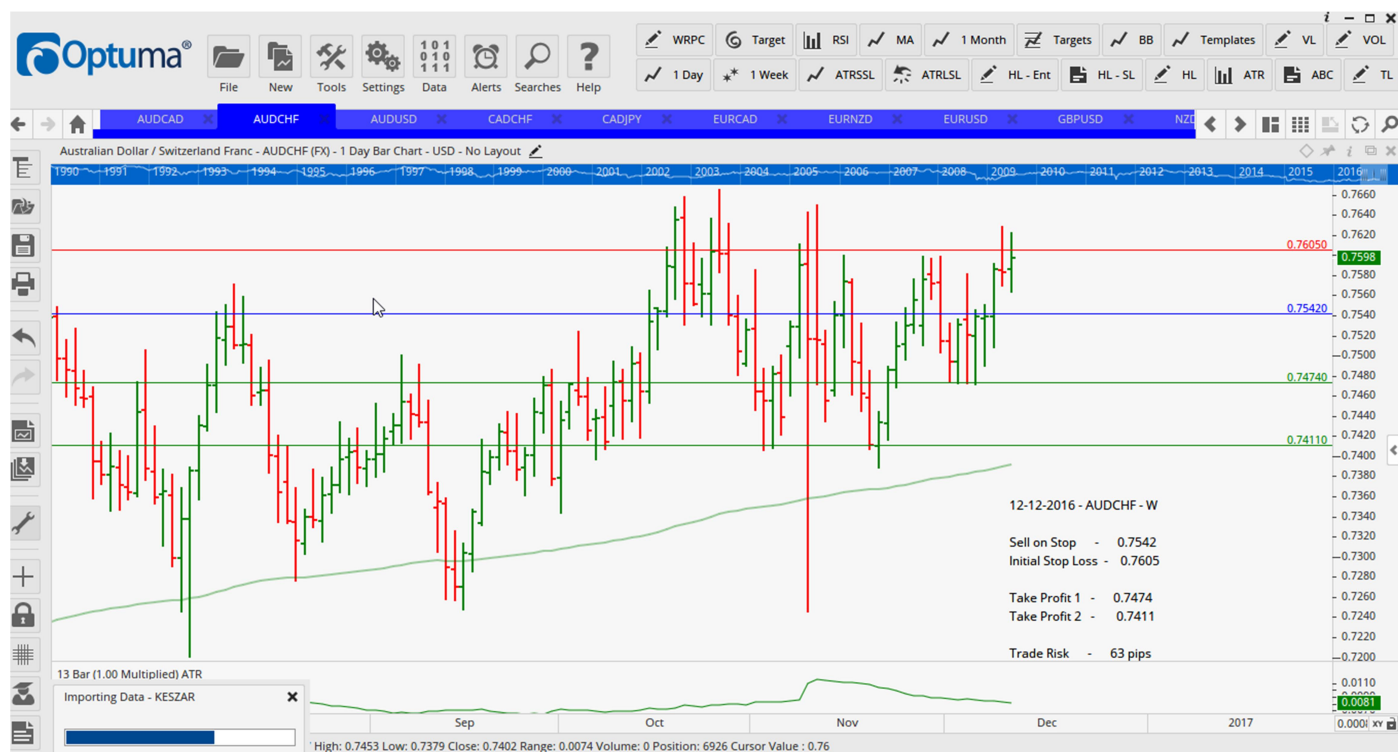 i
Optuma®
File New Tools Settings Data Alerts Searches Help
101
010
111
WRPC Target RSI MA 1 Month Targets BB Templates VL VOL
1 Day 1 Week ATRSSL ATRLSL HL - Ent HL - SL HL ATR ABC TL
AUDCAD AUDCHF AUDUSD CADCHF CADJPY EURCAD EURNZD EURUSD GBPUSD
Australian Dollar / Switzerland Franc - AUDCHF (FX) - 1 Day Bar Chart - USD - No Layout
1990 1991 1992 1993 1994 1995 1996 1997 1998 1999 2000 2001 2002 2003 2004 2005 2006 2007 2008 2009 2010 2011 2012 2013 2014 2015 2016
0.7660
0.7640
0.7620
0.76050
0.7598
0.7580
0.7560
0.75420
0.7540
0.7520
0.7500
0.7480
0.74740
0.7460
0.7440
0.74110
0.7420
0.7400
0.7380
0.7360
0.7340
0.7320
0.7300
0.7280
0.7260
0.7240
0.7220
0.7200
12-12-2016 - AUDCHF - W
Sell on Stop - 0.7542
Initial Stop Loss - 0.7605
Take Profit 1 - 0.7474
Take Profit 2 - 0.7411
Trade Risk - 63 pips
13 Bar (1.00 Multiplied) ATR
0.0110
0.0081
Importing Data - KESZAR
Sep Oct Nov Dec 2017
XY
High: 0.7453 Low: 0.7379 Close: 0.7402 Range: 0.0074 Volume: 0 Position: 6926 Cursor Value : 0.76